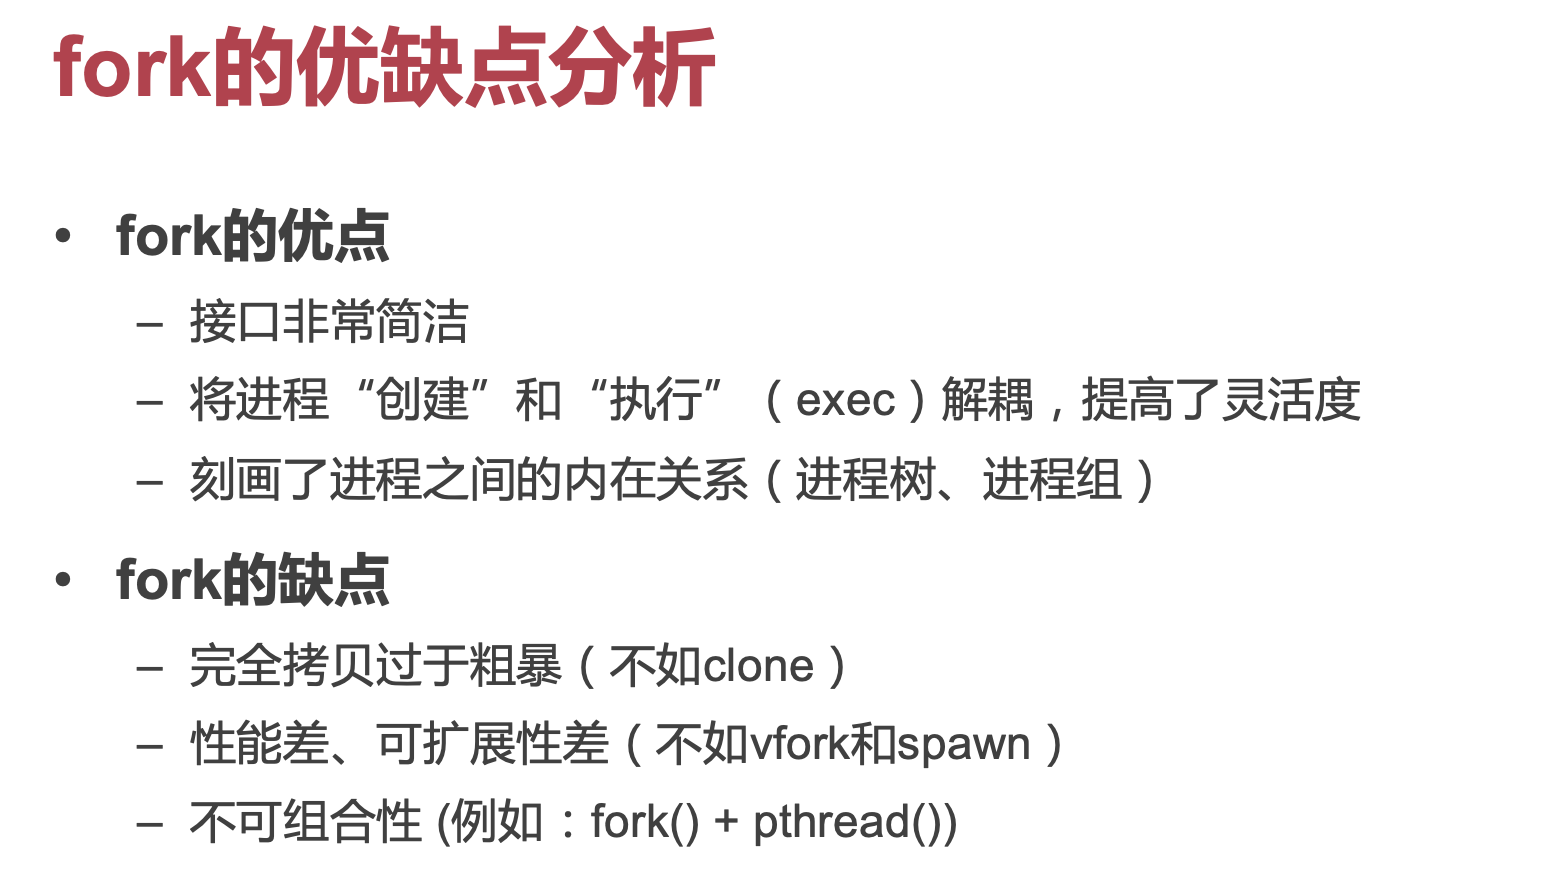 fork的优缺点分析
• fork的优点
– 接口非常简洁
– 将进程“创建”和“执行”（exec）解耦，提高了灵活度
– 刻画了进程之间的内在关系（进程树、进程组）
• fork的缺点
– 完全拷贝过于粗暴（不如clone）
– 性能差、可扩展性差（不如vfork和spawn）
– 不可组合性 (例如：fork() + pthread())